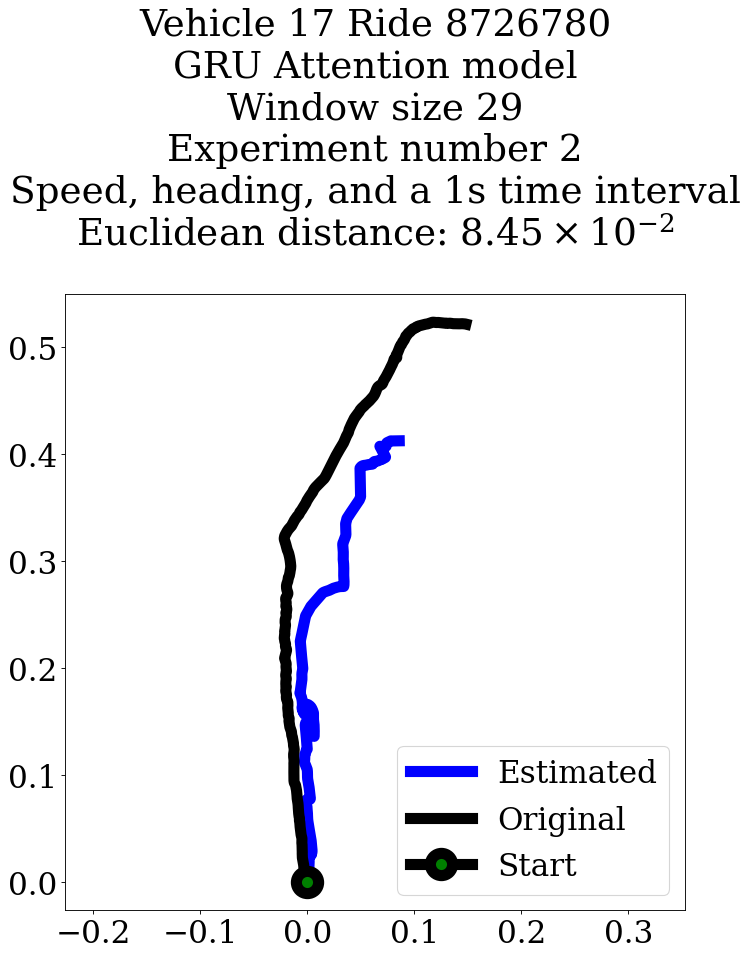 Vehicle 17 Ride 8726780
GRU Attention model
Window size 29
Experiment number 2
Speed, heading, and a 1s time interval
Euclidean distance: 8.45 × 10⁻²
0.5
0.4
0.3
0.2
0.1
0.0
Estimated
Original
Start
−0.2 −0.1 0.0 0.1 0.2 0.3